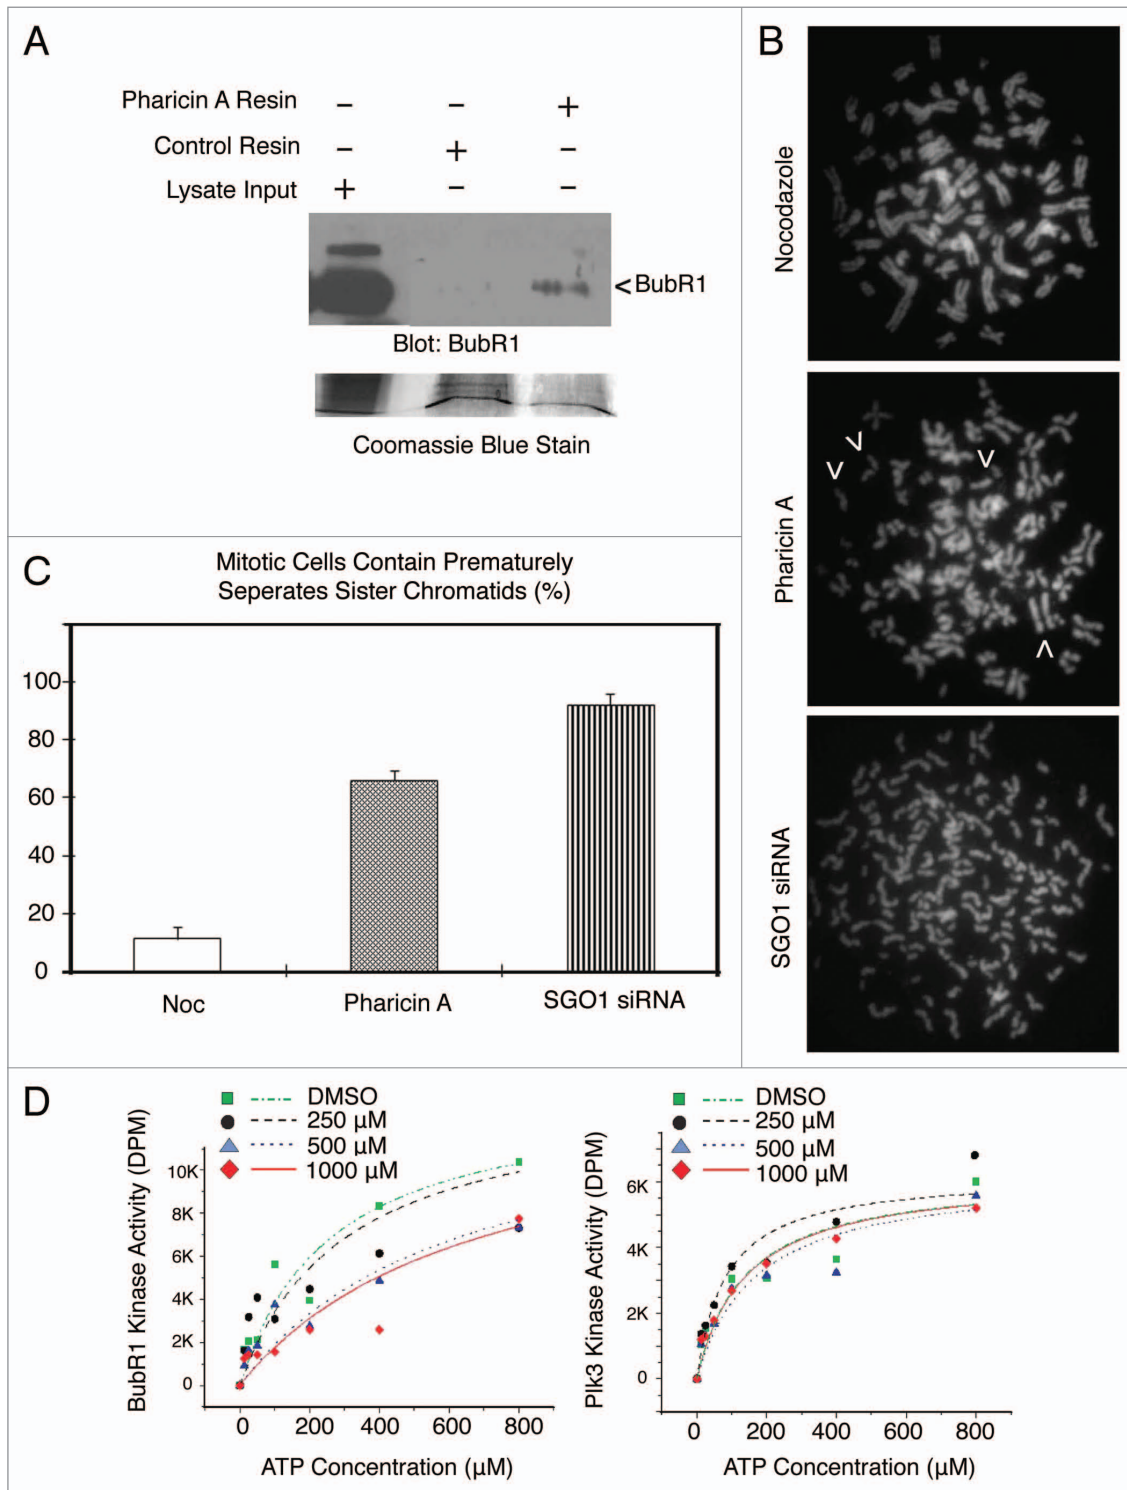 A
Pharicin A Resin - - +
Control Resin - + -
Lysate Input + - -
< BubR1
Blot: BubR1
Coomassie Blue Stain
B
Nocodazole
Pharicin A
SGO1 siRNA
C
Mitotic Cells Contain Prematurely
Seperates Sister Chromatids (%)
100
80
60
40
20
0
Noc Pharicin A SGO1 siRNA
D
BubR1 Kinase Activity (DPM)
DMSO
250 µM
500 µM
1000 µM
10K
8K
6K
4K
2K
0
0 200 400 600 800
ATP Concentration (µM)
Plk3 Kinase Activity (DPM)
DMSO
250 µM
500 µM
1000 µM
6K
4K
2K
0
0 200 400 600 800
ATP Concentration (µM)